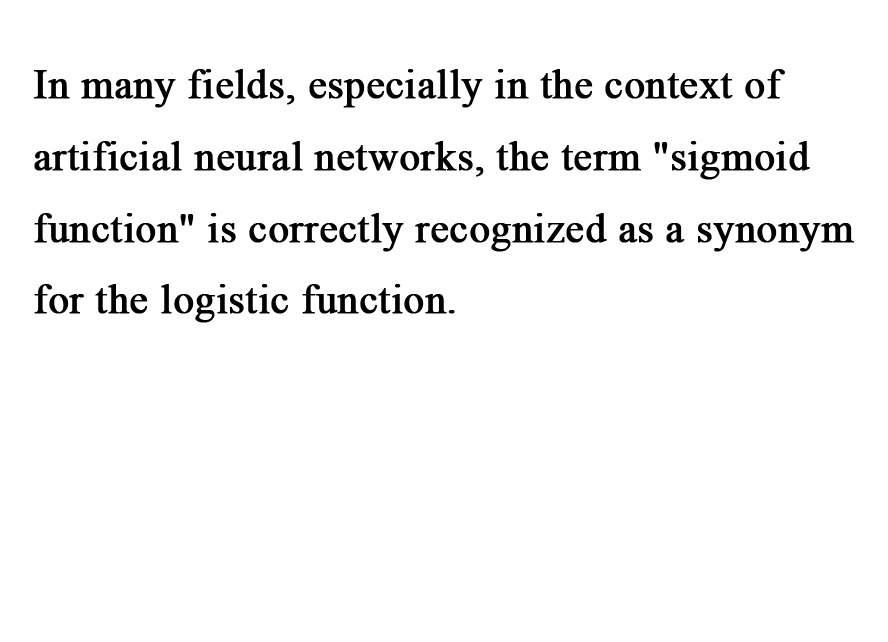 In many fields, especially in the context of
artificial neural networks, the term "sigmoid
function" is correctly recognized as a synonym
for the logistic function.